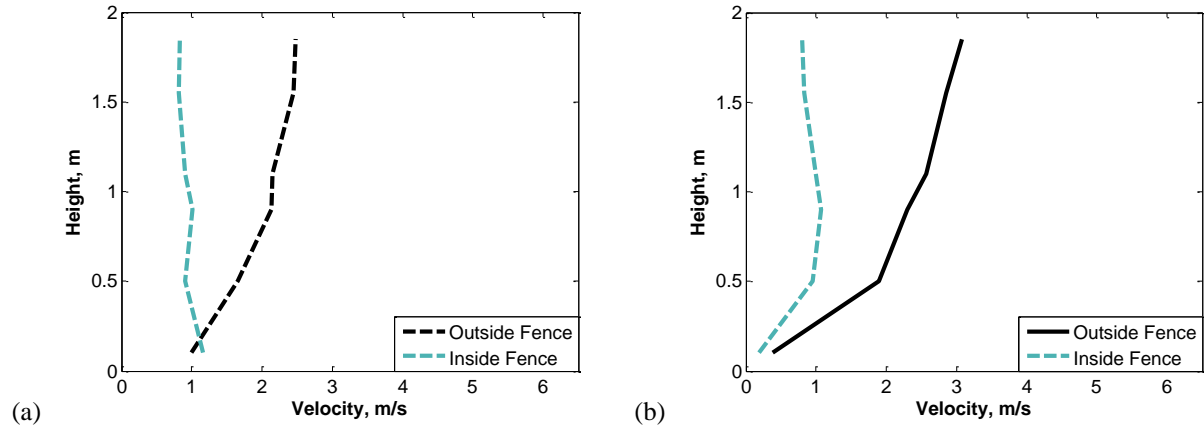 2
1.5
1
0.5
0
Height, m
0 1 2 3 4 5 6
Velocity, m/s
Outside Fence
Inside Fence
(a)
2
1.5
1
0.5
0
Height, m
0 1 2 3 4 5 6
Velocity, m/s
Outside Fence
Inside Fence
(b)